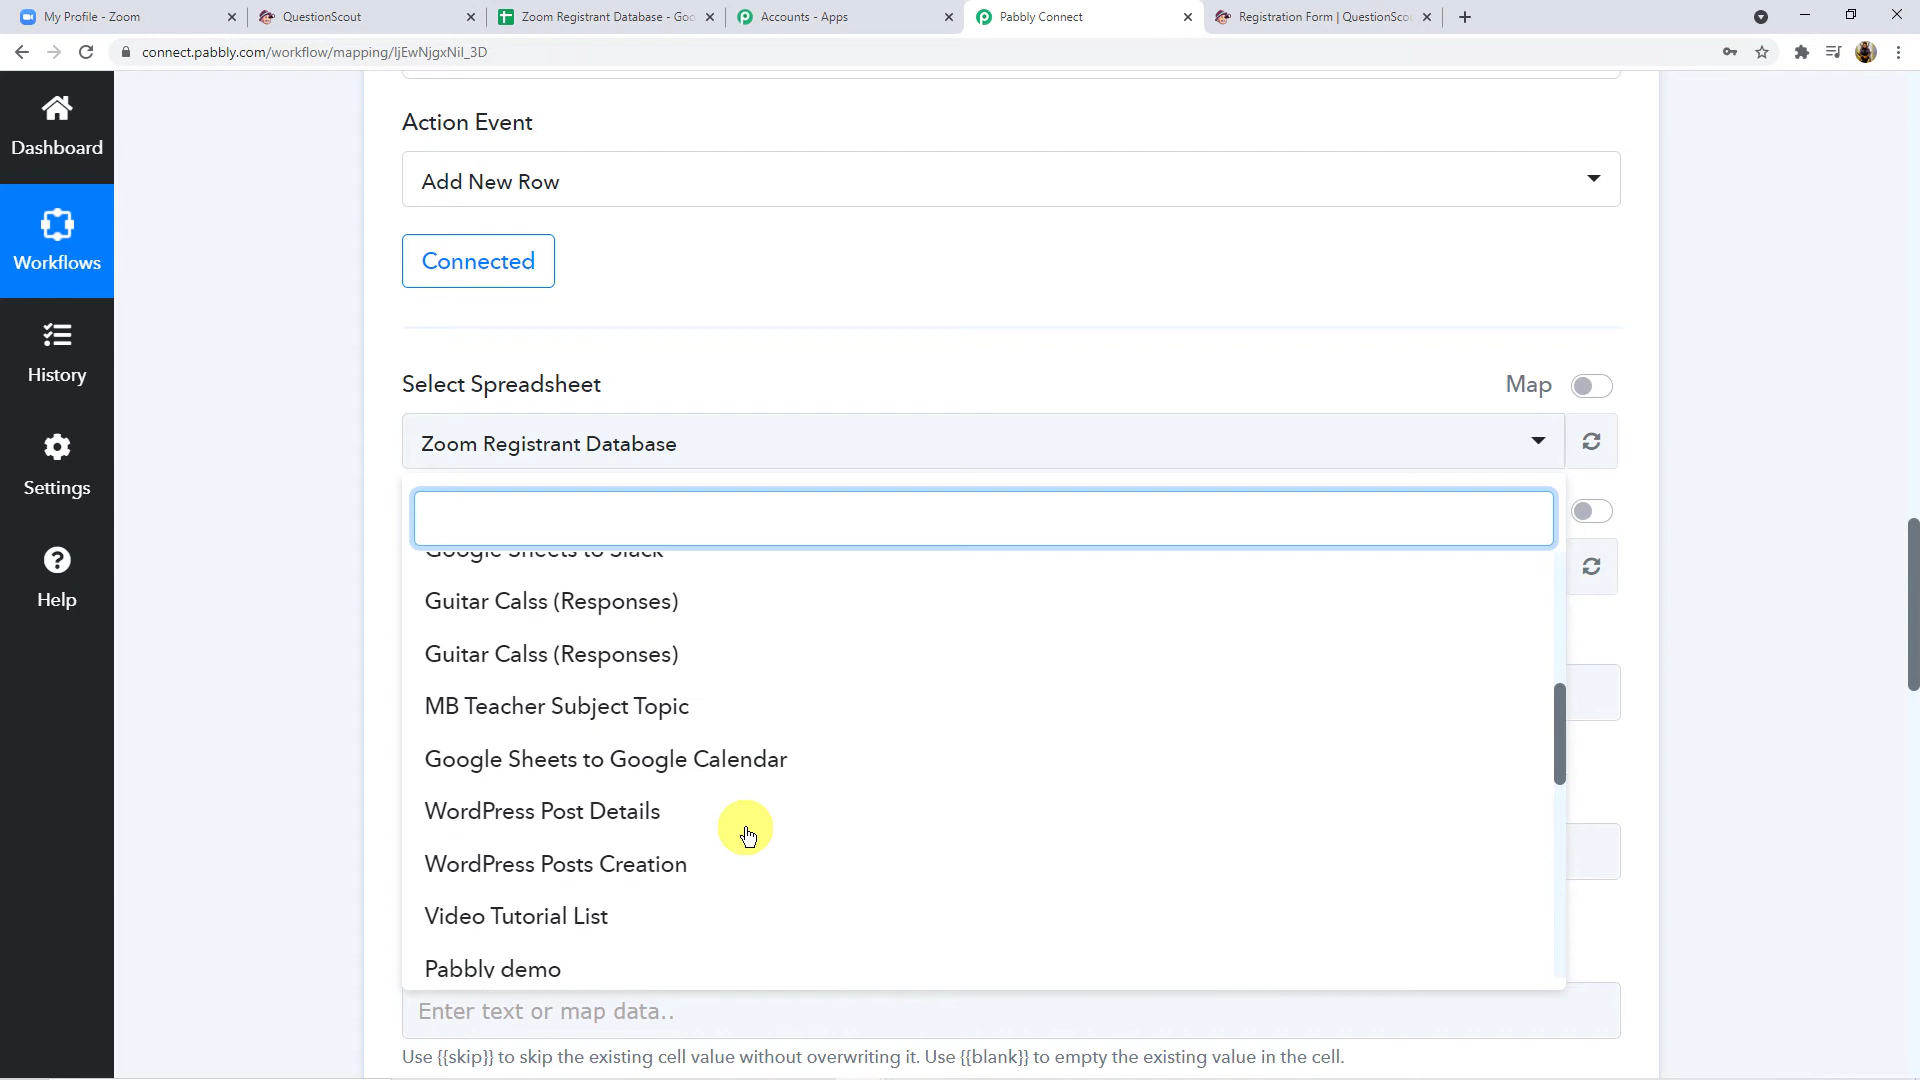 My Profile - Zoom
QuestionScout
Zoom Registrant Database - Goo
Accounts - Apps
Pabbly Connect
Registration Form | QuestionSco
connect.pabbly.com/workflow/mapping/IjEwNjgxNiI_3D
Dashboard
Workflows
History
Settings
Help
Action Event
Add New Row
Connected
Select Spreadsheet
Map
Zoom Registrant Database
Google Sheets to Slack
Guitar Calss (Responses)
Guitar Calss (Responses)
MB Teacher Subject Topic
Google Sheets to Google Calendar
WordPress Post Details
WordPress Posts Creation
Video Tutorial List
Pabbly demo
Enter text or map data..
Use {{skip}} to skip the existing cell value without overwriting it. Use {{blank}} to empty the existing value in the cell.